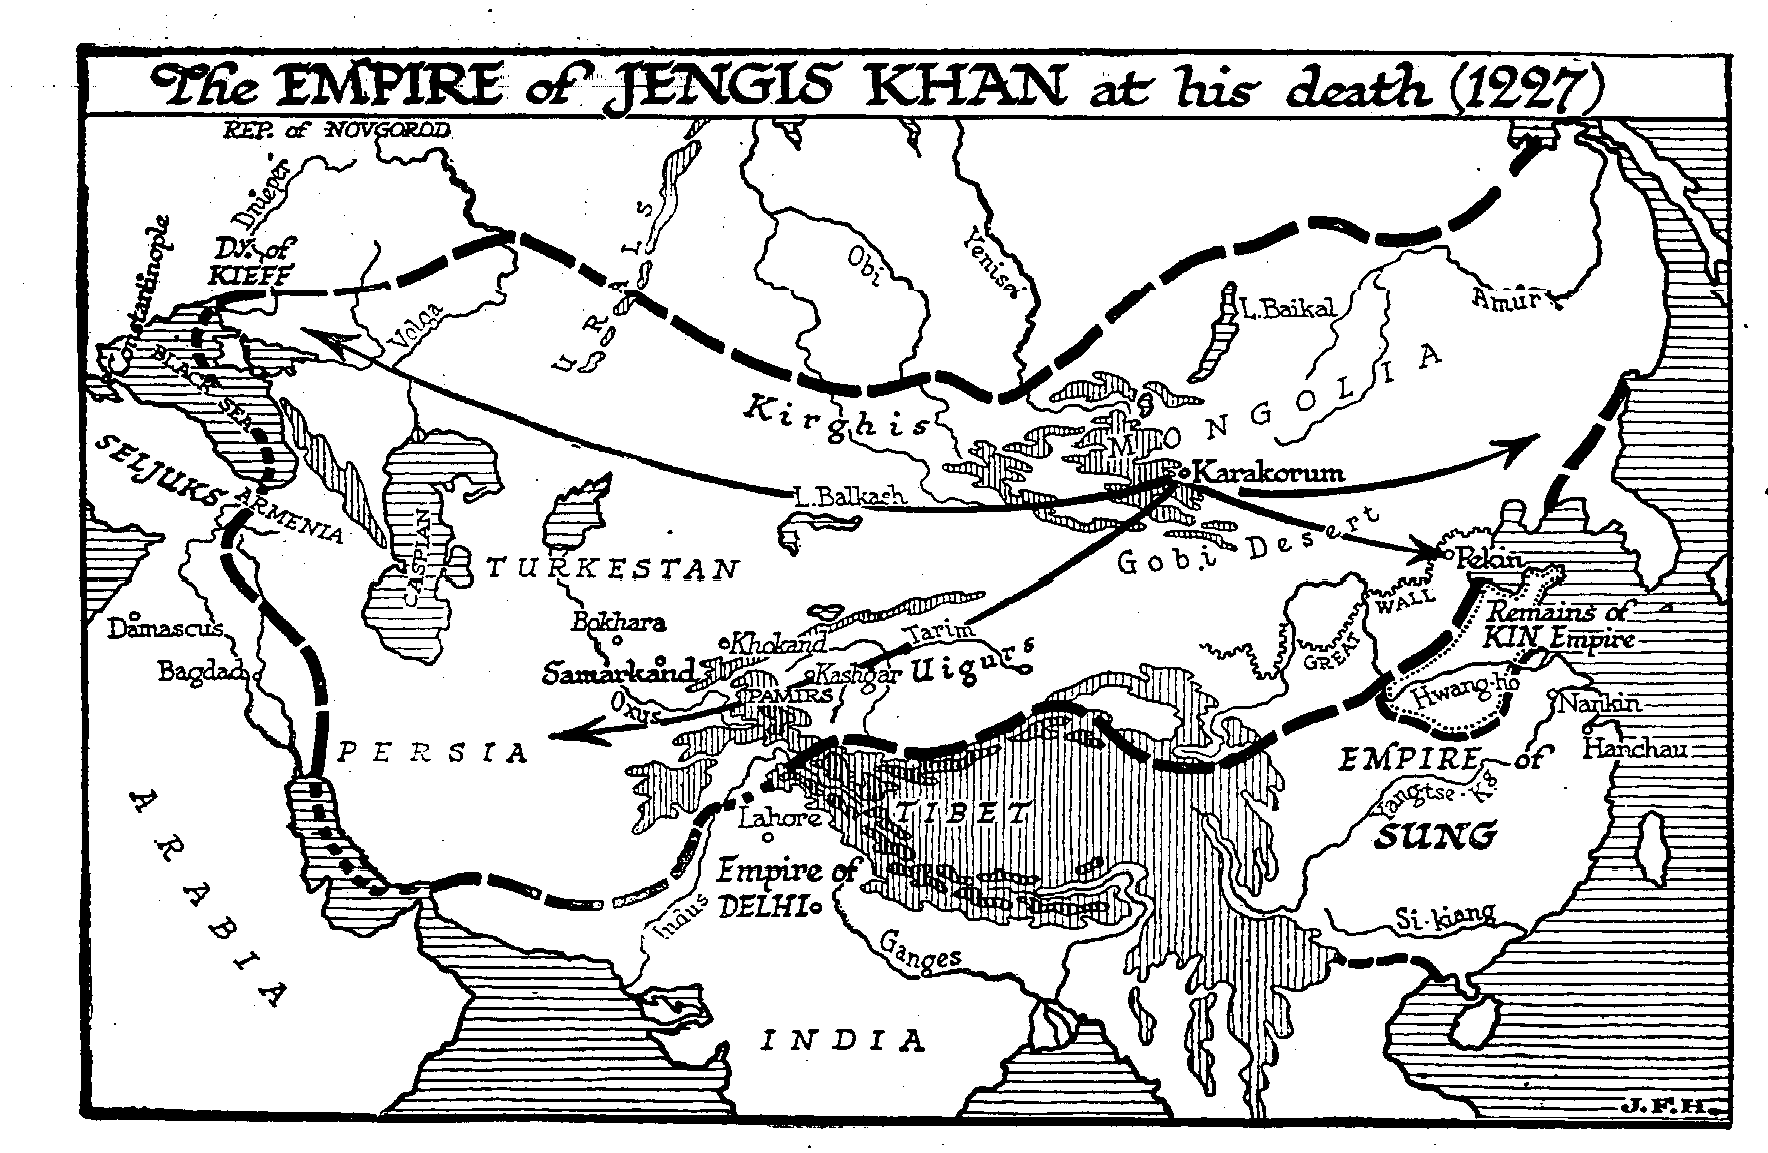 The EMPIRE of JENGIS KHAN at his death (1227)
REP. of NOVGOROD
Dnieper
URALS
Obi
Yenisa
L. Baikal
Amur
Constantinople
DY. of
KIEFF
Volga
BLACK SEA
Kirghis
MONGOLIA
SELJUKS
ARMENIA
CASPIAN
L. Balkash
Karakorum
Gobi Desert
TURKESTAN
Pekin
GREAT WALL
Remains of
KIN Empire
Damascus
Bagdad
Bokhara
Khokand
Samarkand
Kashgar
Tarim
Uigurs
PAMIRS
Oxus
Hwang-ho
Nankin
Hanchau
PERSIA
EMPIRE of
SUNG
Yangtse-Kg
ARABIA
Lahore
TIBET
Empire of
DELHI
Indus
Ganges
Si-kiang
INDIA
J.F.H.